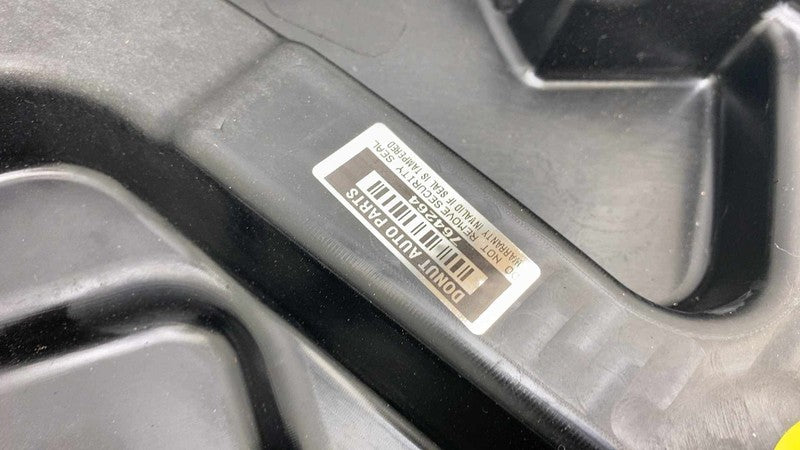 DONUT AUTO PARTS
764264
DO NOT REMOVE SECURITY SEAL
WARRANTY INVALID IF SEAL IS TAMPERED